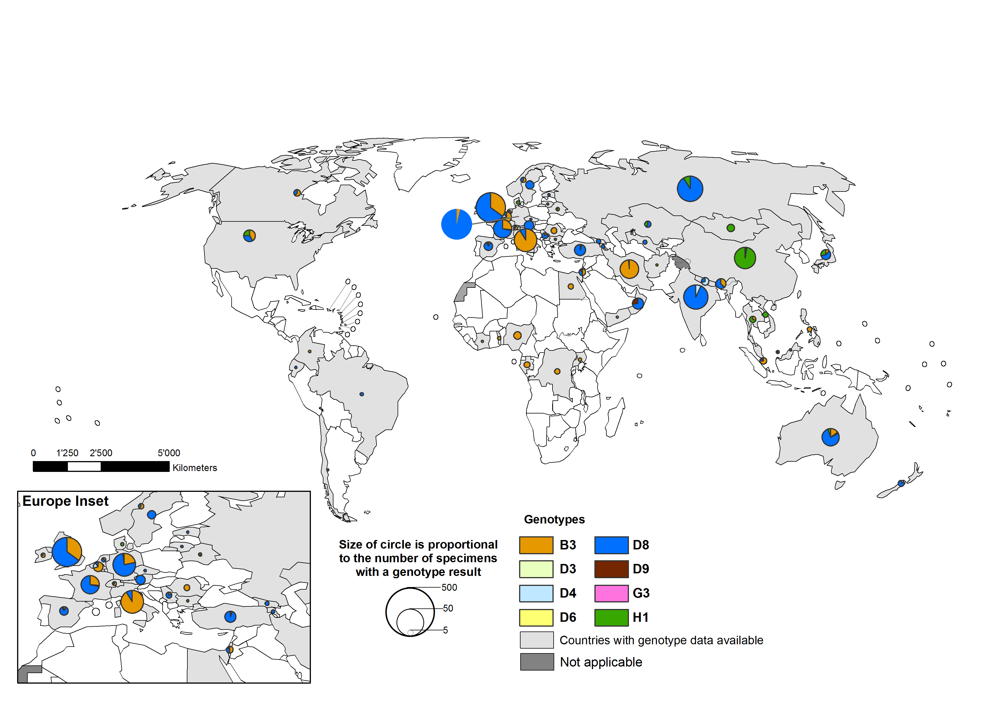 0 1'250 2'500 5'000
Kilometers
Europe Inset
Size of circle is proportional
to the number of specimens
with a genotype result
500
50
5
Genotypes
B3 D8
D3 D9
D4 G3
D6 H1
Countries with genotype data available
Not applicable